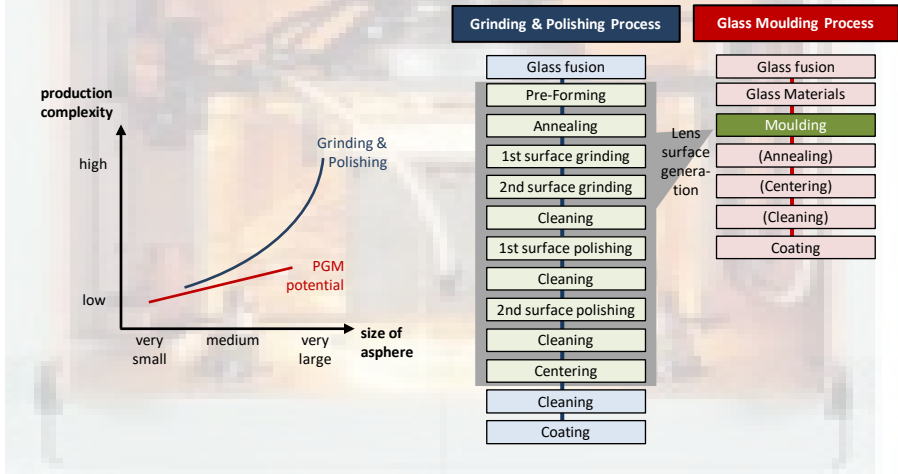 Grinding & Polishing Process
Glass Moulding Process
production
complexity
high
low
Grinding &
Polishing
PGM
potential
very
small
medium
very
large
size of
asphere
Glass fusion
Pre-Forming
Annealing
1st surface grinding
2nd surface grinding
Cleaning
1st surface polishing
Cleaning
2nd surface polishing
Cleaning
Centering
Cleaning
Coating
Lens
surface
genera-
tion
Glass fusion
Glass Materials
Moulding
(Annealing)
(Centering)
(Cleaning)
Coating